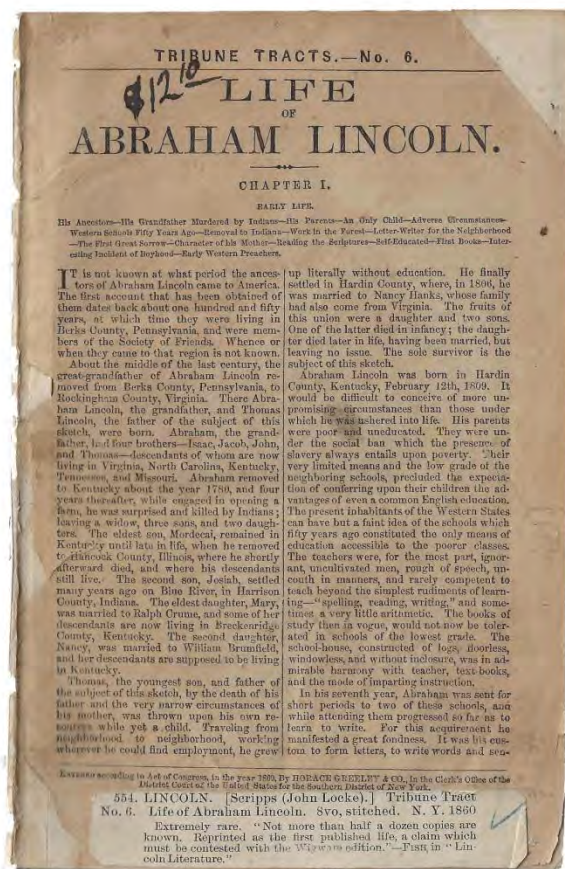 TRIBUNE TRACTS.—No. 6.
$12 10
LIFE
OF
ABRAHAM LINCOLN.
CHAPTER I.
EARLY LIFE.
His Ancestors—His Grandfather Murdered by Indians—His Parents—An Only Child—Adverse Circumstances—
Western Schools Fifty Years Ago—Removal to Indiana—Work in the Forest—Letter-Writer for the Neighborhood
—The First Great Sorrow—Character of his Mother—Reading the Scriptures—Self-Educated—First Books—Inter-
esting Incident of Boyhood—Early Western Preachers.
IT is not known at what period the ances-
tors of Abraham Lincoln came to America.
The first account that has been obtained of
them dates back about one hundred and fifty
years, at which time they were living in
Berks County, Pennsylvania, and were mem-
bers of the Society of Friends. Whence or
when they came to that region is not known.
About the middle of the last century, the
great-grandfather of Abraham Lincoln re-
moved from Berks County, Pennsylvania, to
Rockingham County, Virginia. There Abra-
ham Lincoln, the grandfather, and Thomas
Lincoln, the father of the subject of this
sketch, were born. Abraham, the grand-
father, had four brothers—Isaac, Jacob, John,
and Thomas—descendants of whom are now
living in Virginia, North Carolina, Kentucky,
Tennessee, and Missouri. Abraham removed
to Kentucky about the year 1780, and four
years thereafter, while engaged in opening a
farm, he was surprised and killed by Indians;
leaving a widow, three sons, and two daugh-
ters. The eldest son, Mordecai, remained in
Kentucky until late in life, when he removed
to Hancock County, Illinois, where he shortly
afterward died, and where his descendants
still live. The second son, Josiah, settled
many years ago on Blue River, in Harrison
County, Indiana. The eldest daughter, Mary,
was married to Ralph Crume, and some of her
descendants are now living in Breckenridge
County, Kentucky. The second daughter,
Nancy, was married to William Brumfield,
and her descendants are supposed to be living
in Kentucky.
Thomas, the youngest son, and father of
the subject of this sketch, by the death of his
father and the very narrow circumstances of
his mother, was thrown upon his own re-
sources while yet a child. Traveling from
neighborhood to neighborhood, working
wherever he could find employment, he grew
up literally without education. He finally
settled in Hardin County, where, in 1806, he
was married to Nancy Hanks, whose family
had also come from Virginia. The fruits of
this union were a daughter and two sons.
One of the latter died in infancy; the daugh-
ter died later in life, having been married, but
leaving no issue. The sole survivor is the
subject of this sketch.
Abraham Lincoln was born in Hardin
County, Kentucky, February 12th, 1809. It
would be difficult to conceive of more un-
promising circumstances than those under
which he was ushered into life. His parents
were poor and uneducated. They were un-
der the social ban which the presence of
slavery always entails upon poverty. Their
very limited means and the low grade of the
neighboring schools, precluded the expecta-
tion of conferring upon their children the ad-
vantages of even a common English education.
The present inhabitants of the Western States
can have but a faint idea of the schools which
fifty years ago constituted the only means of
education accessible to the poorer classes.
The teachers were, for the most part, ignor-
ant, uncultivated men, rough of speech, un-
couth in manners, and rarely competent to
teach beyond the simplest rudiments of learn-
ing—"spelling, reading, writing," and some-
times a very little arithmetic. The books of
study then in vogue, would not now be toler-
ated in schools of the lowest grade. The
school-house, constructed of logs, floorless,
windowless, and without inclosure, was in ad-
mirable harmony with teacher, text-books,
and the mode of imparting instruction.
In his seventh year, Abraham was sent for
short periods to two of these schools, and
while attending them progressed so far as to
learn to write. For this acquirement he
manifested a great fondness. It was his cus-
tom to form letters, to write words and sen-
ENTERED according to Act of Congress, in the year 1860, By HORACE GREELEY & CO., in the Clerk's Office of the
District Court of the United States for the Southern District of New York.
554. LINCOLN. [Scripps (John Locke).] Tribune Tract
No. 6. Life of Abraham Lincoln. 8vo, stitched. N. Y. 1860
Extremely rare. "Not more than half a dozen copies are
known. Reprinted as the first published life, a claim which
must be contested with the Wigwam edition."—FISH, in "Lin-
coln Literature."